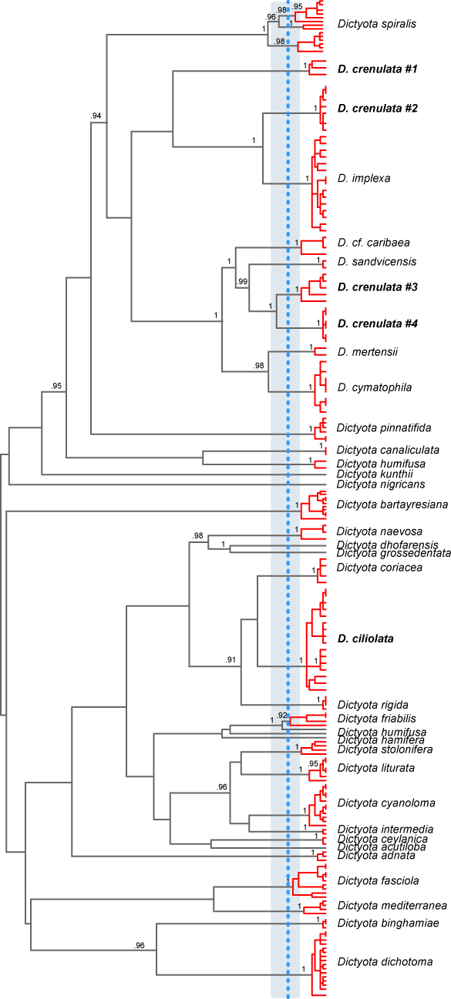 .98 .95
.96
1 1
Dictyota spiralis
.98
1 D. crenulata #1
1 D. crenulata #2
.94
1
1 D. implexa
1 D. cf. caribaea
1 1 D. sandvicensis
.99
1 D. crenulata #3
1
1 1 D. crenulata #4
D. mertensii
.98
.95 1 D. cymatophila
1 Dictyota pinnatifida
1 Dictyota canaliculata
1 Dictyota humifusa
Dictyota kunthii
Dictyota nigricans
1 Dictyota bartayresiana
.98 1 Dictyota naevosa
Dictyota dhofarensis
1 Dictyota grossedentata
1 Dictyota coriacea
D. ciliolata
.91 1 1
1 Dictyota rigida
1 .92 Dictyota friabilis
Dictyota humifusa
Dictyota hamifera
1 Dictyota stolonifera
.95
1 Dictyota liturata
.96
Dictyota cyanoloma
1
1 Dictyota intermedia
1 Dictyota ceylanica
Dictyota acutiloba
1 Dictyota adnata
1 Dictyota fasciola
1 Dictyota mediterranea
1 Dictyota binghamiae
.96
1 Dictyota dichotoma